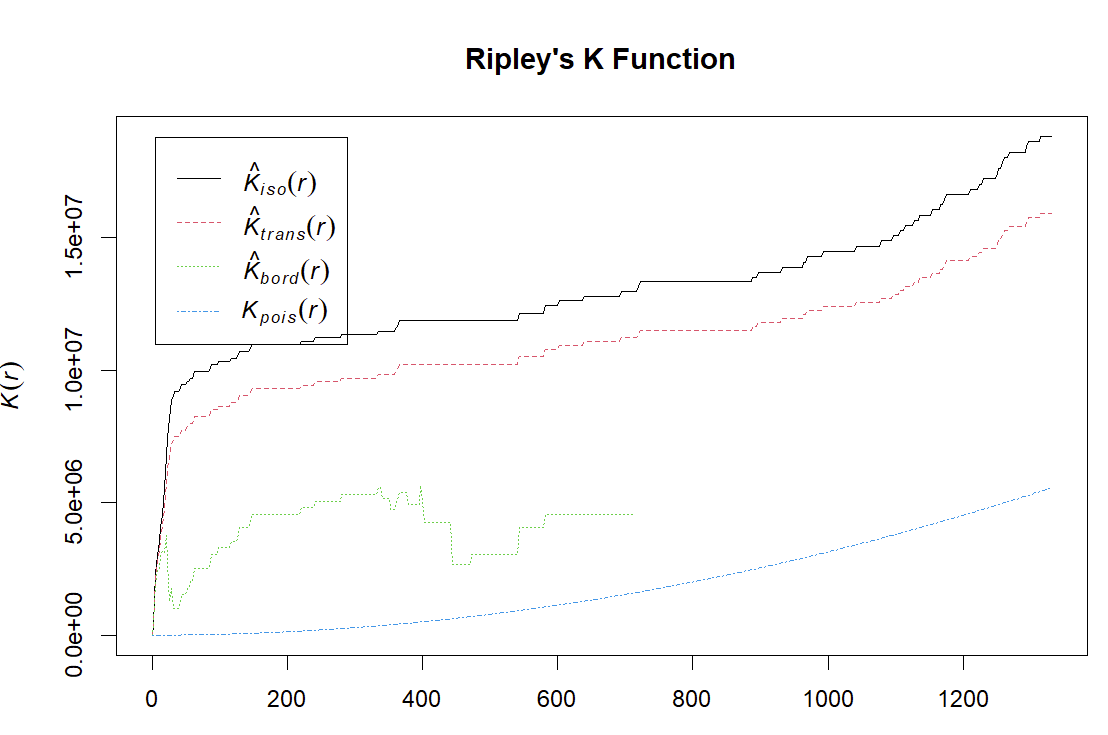 Ripley's K Function
K̂iso(r)
K̂trans(r)
K̂bord(r)
Kpois(r)
K(r)
1.5e+07
1.0e+07
5.0e+06
0.0e+00
0 200 400 600 800 1000 1200